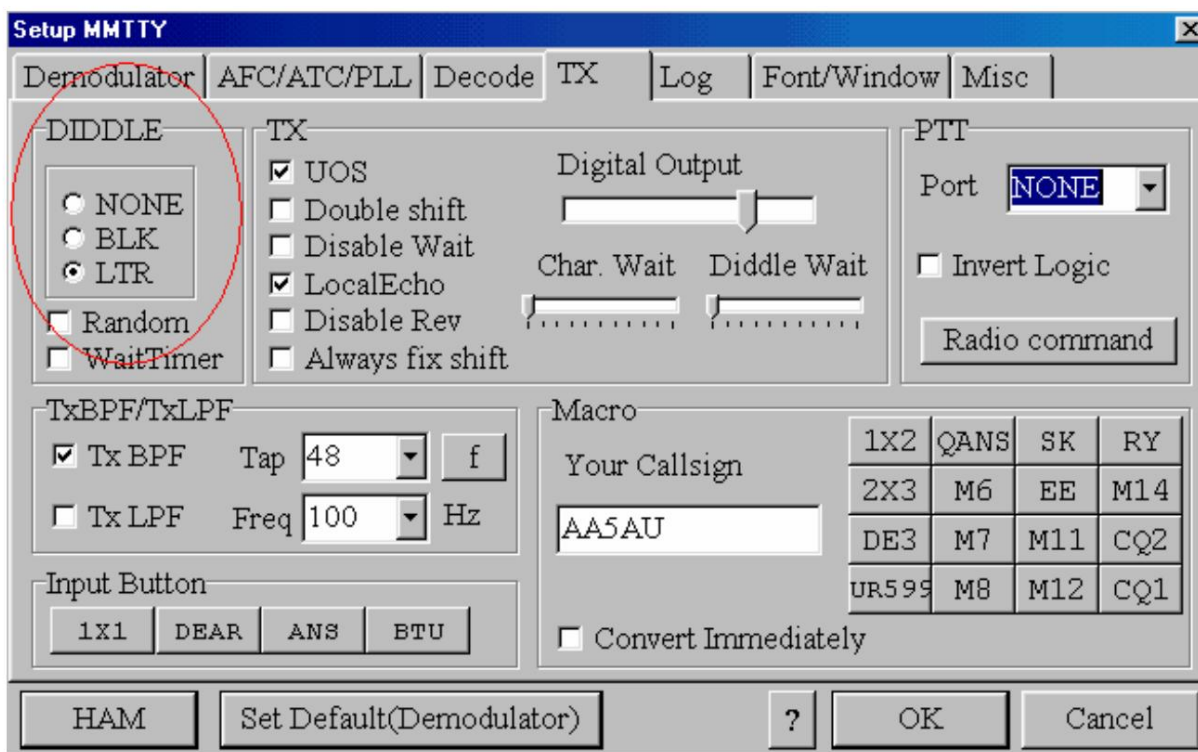 Setup MMTTY
Demodulator AFC/ATC/PLL Decode TX Log Font/Window Misc
DIDDLE
NONE
BLK
LTR
Random
WaitTimer
TX
UOS
Double shift
Disable Wait
LocalEcho
Disable Rev
Always fix shift
Digital Output
Char. Wait Diddle Wait
PTT
Port NONE
Invert Logic
Radio command
TxBPF/TxLPF
Tx BPF Tap 48 f
Tx LPF Freq 100 Hz
Input Button
1X1 DEAR ANS BTU
Macro
Your Callsign
AA5AU
Convert Immediately
1X2 QANS SK RY
2X3 M6 EE M14
DE3 M7 M11 CQ2
UR599 M8 M12 CQ1
HAM Set Default(Demodulator) ? OK Cancel